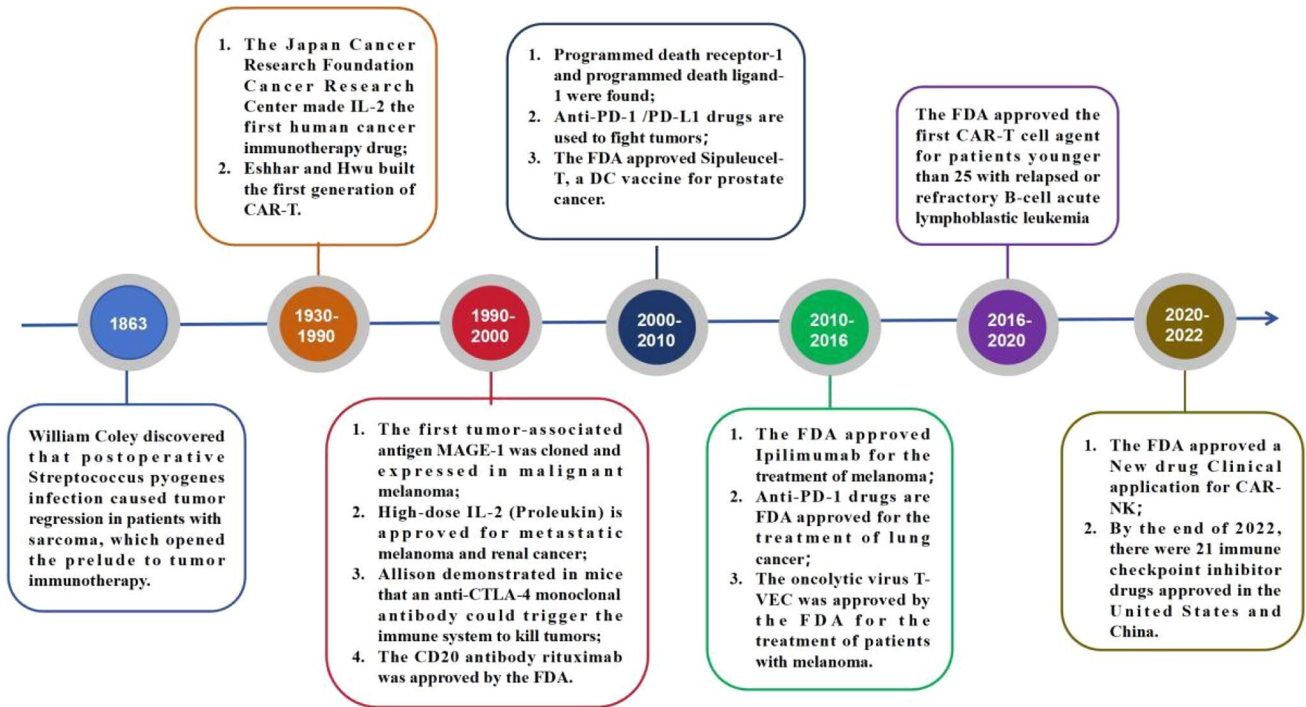 1. The Japan Cancer
Research Foundation
Cancer Research
Center made IL-2 the
first human cancer
immunotherapy drug;
2. Eshhar and Hwu built
the first generation of
CAR-T.
1. Programmed death receptor-1
and programmed death ligand-
1 were found;
2. Anti-PD-1 /PD-L1 drugs are
used to fight tumors;
3. The FDA approved Sipuleucel-
T, a DC vaccine for prostate
cancer.
The FDA approved the
first CAR-T cell agent
for patients younger
than 25 with relapsed or
refractory B-cell acute
lymphoblastic leukemia
1863
1930-
1990
1990-
2000
2000-
2010
2010-
2016
2016-
2020
2020-
2022
William Coley discovered
that postoperative
Streptococcus pyogenes
infection caused tumor
regression in patients with
sarcoma, which opened
the prelude to tumor
immunotherapy.
1. The first tumor-associated
antigen MAGE-1 was cloned and
expressed in malignant
melanoma;
2. High-dose IL-2 (Proleukin) is
approved for metastatic
melanoma and renal cancer;
3. Allison demonstrated in mice
that an anti-CTLA-4 monoclonal
antibody could trigger the
immune system to kill tumors;
4. The CD20 antibody rituximab
was approved by the FDA.
1. The FDA approved
Ipilimumab for the
treatment of melanoma;
2. Anti-PD-1 drugs are
FDA approved for the
treatment of lung
cancer;
3. The oncolytic virus T-
VEC was approved by
the FDA for the
treatment of patients
with melanoma.
1. The FDA approved a
New drug Clinical
application for CAR-
NK;
2. By the end of 2022,
there were 21 immune
checkpoint inhibitor
drugs approved in the
United States and
China.